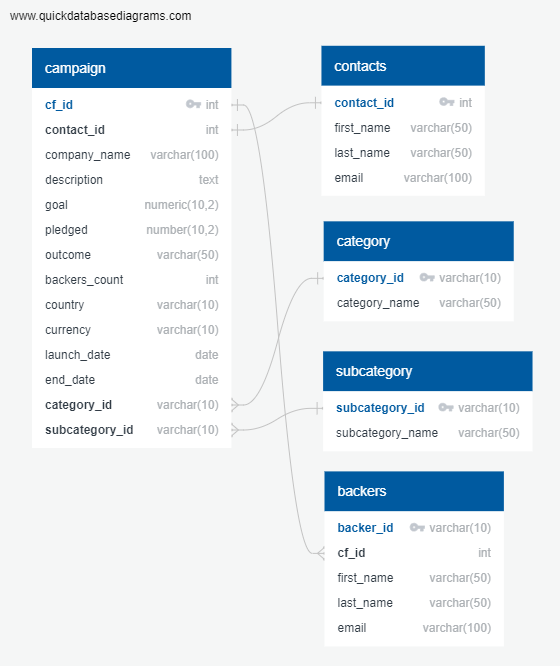 www.quickdatabasediagrams.com
campaign
cf_id int
contact_id int
company_name varchar(100)
description text
goal numeric(10,2)
pledged number(10,2)
outcome varchar(50)
backers_count int
country varchar(10)
currency varchar(10)
launch_date date
end_date date
category_id varchar(10)
subcategory_id varchar(10)
contacts
contact_id int
first_name varchar(50)
last_name varchar(50)
email varchar(100)
category
category_id varchar(10)
category_name varchar(50)
subcategory
subcategory_id varchar(10)
subcategory_name varchar(50)
backers
backer_id varchar(10)
cf_id int
first_name varchar(50)
last_name varchar(50)
email varchar(100)